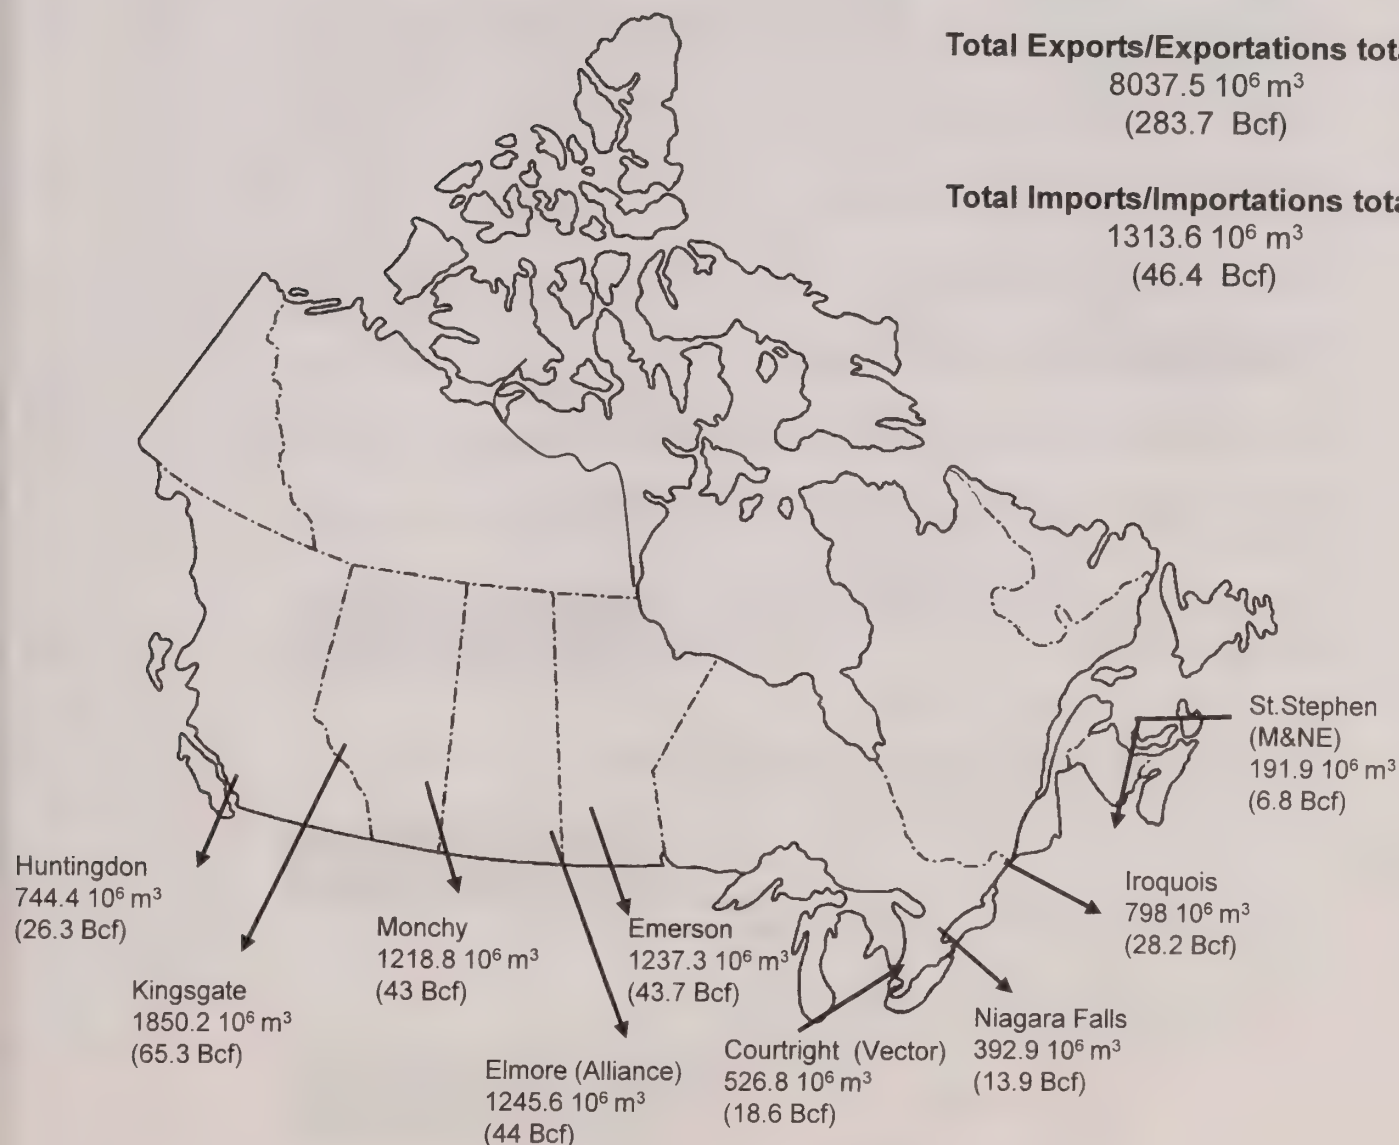 Total Exports/Exportations
8037.5 10⁶ m³
(283.7 Bcf)
Total Imports/Importations
1313.6 10⁶ m³
(46.4 Bcf)
St.Stephen
(M&NE)
191.9 10⁶ m³
(6.8 Bcf)
Huntingdon
744.4 10⁶ m³
(26.3 Bcf)
Iroquois
798 10⁶ m³
(28.2 Bcf)
Monchy
1218.8 10⁶ m³
(43 Bcf)
Emerson
1237.3 10⁶ m³
(43.7 Bcf)
Kingsgate
1850.2 10⁶ m³
(65.3 Bcf)
Niagara Falls
392.9 10⁶ m³
(13.9 Bcf)
Courtright (Vector)
526.8 10⁶ m³
(18.6 Bcf)
Elmore (Alliance)
1245.6 10⁶ m³
(44 Bcf)